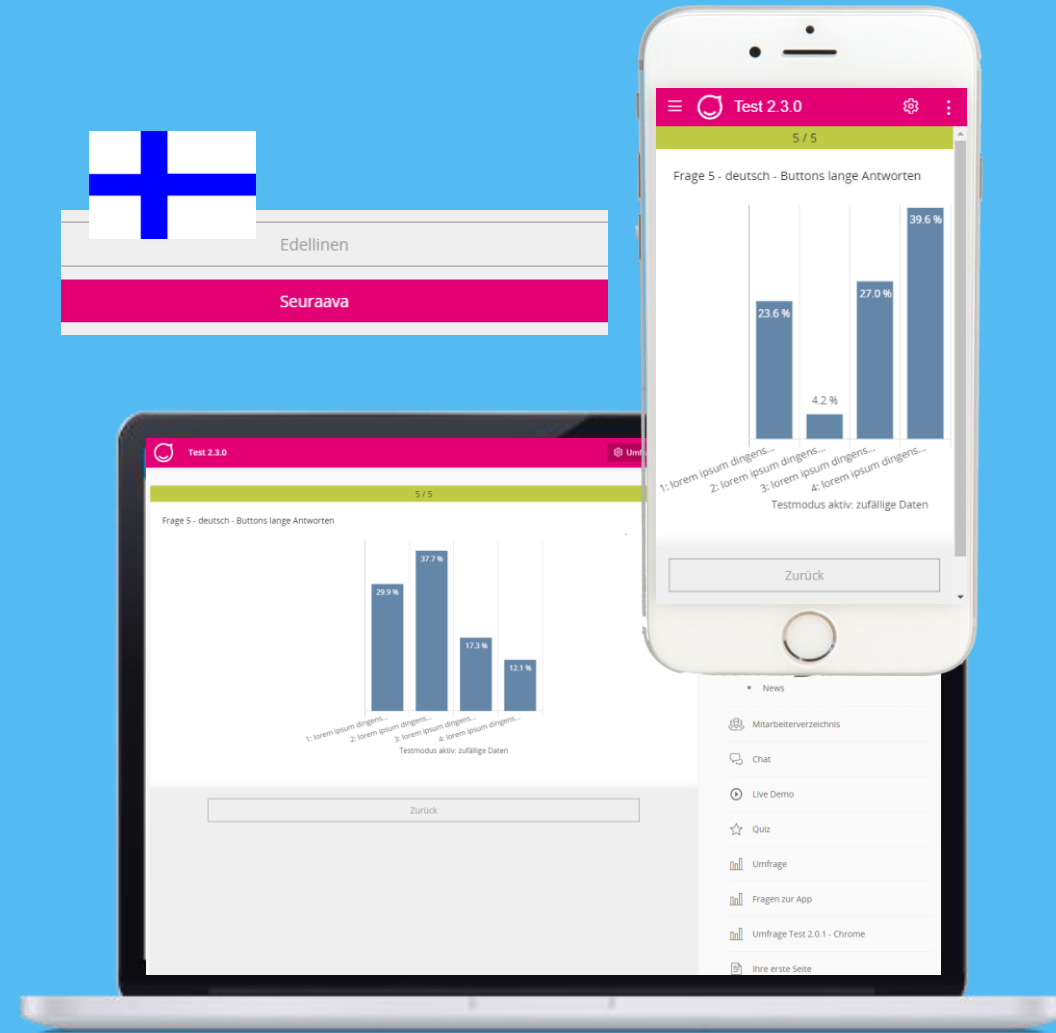 Edellinen
Seuraava
Test 2.3.0
5 / 5
Frage 5 - deutsch - Buttons lange Antworten
39.6 %
27.0 %
23.6 %
4.2 %
1: lorem ipsum dingens...
2: lorem ipsum dingens...
3: lorem ipsum dingens...
4: lorem ipsum dingens...
Testmodus aktiv: zufällige Daten
Zurück
Test 2.3.0
5 / 5
Frage 5 - deutsch - Buttons lange Antworten
37.7 %
29.9 %
17.3 %
12.1 %
1: lorem ipsum dingens...
2: lorem ipsum dingens...
3: lorem ipsum dingens...
4: lorem ipsum dingens...
Testmodus aktiv: zufällige Daten
Zurück
News
Mitarbeiterverzeichnis
Chat
Live Demo
Quiz
Umfrage
Fragen zur App
Umfrage Test 2.0.1 - Chrome
Ihre erste Seite